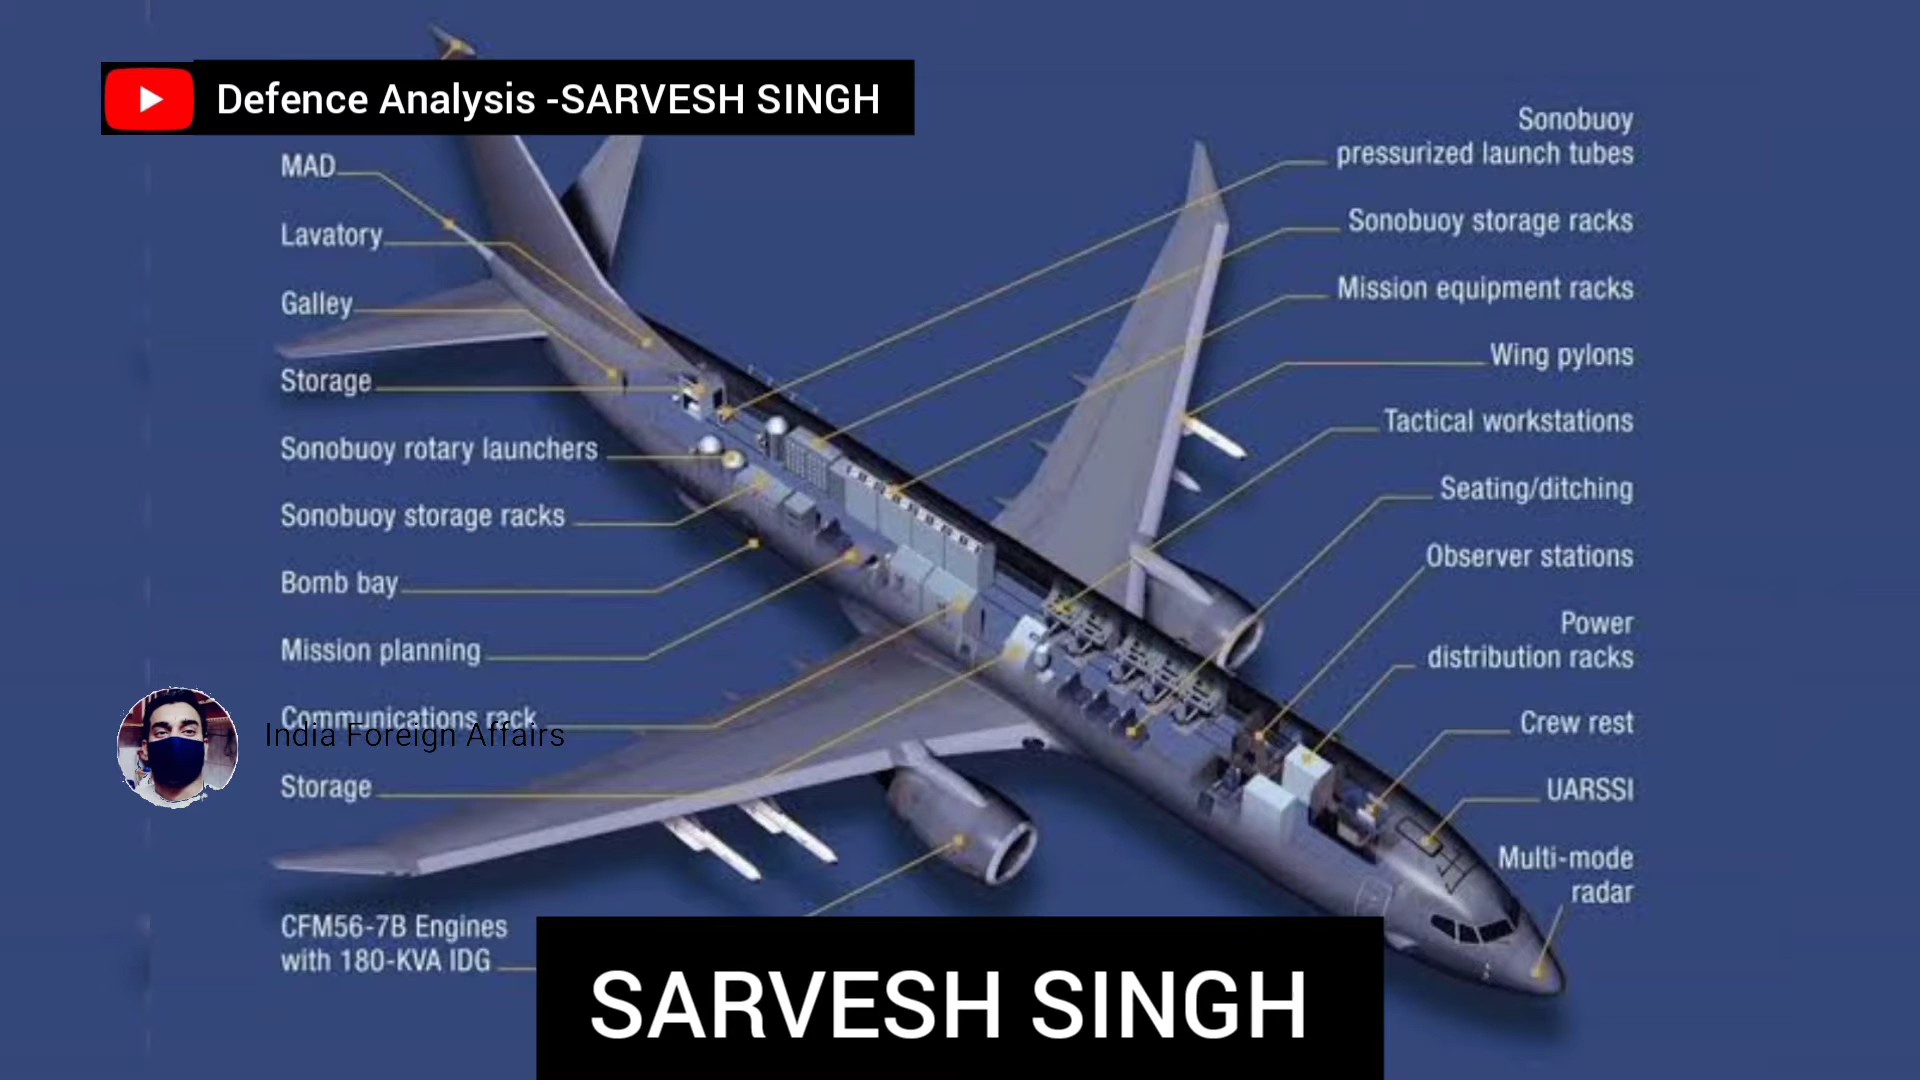 Defence Analysis -SARVESH SINGH
MAD
Lavatory
Galley
Storage
Sonobuoy rotary launchers
Sonobuoy storage racks
Bomb bay
Mission planning
Communications rack
India Foreign Affairs
Storage
CFM56-7B Engines
with 180-KVA IDG
Sonobuoy
pressurized launch tubes
Sonobuoy storage racks
Mission equipment racks
Wing pylons
Tactical workstations
Seating/ditching
Observer stations
Power
distribution racks
Crew rest
UARSSI
Multi-mode
radar
SARVESH SINGH